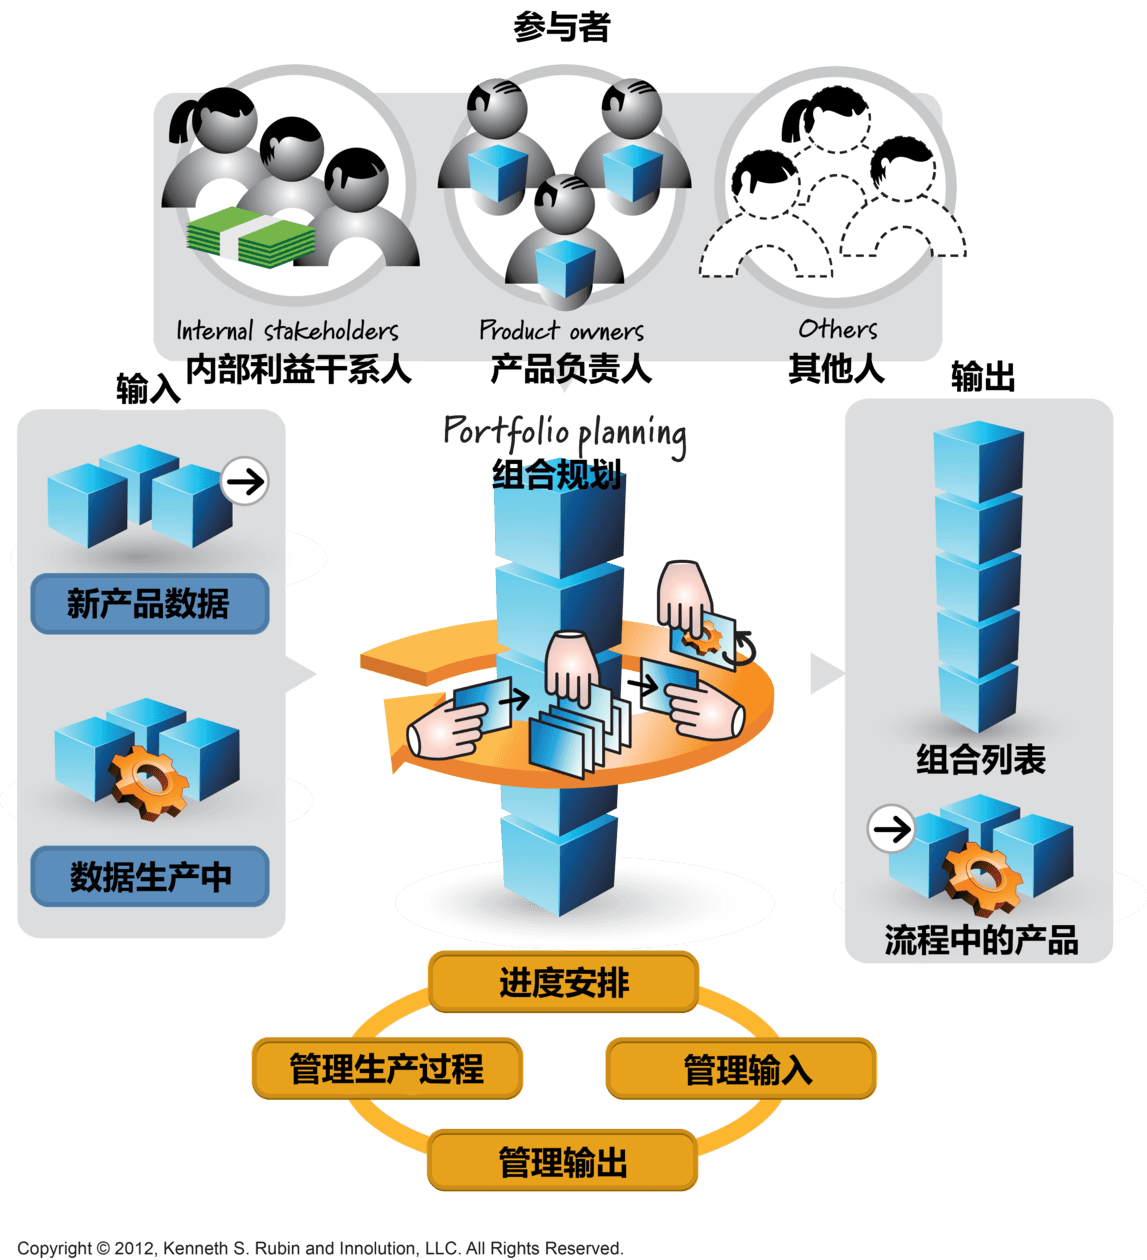 参与者
Internal stakeholders
内部利益干系人
Product owners
产品负责人
Others
其他人
输入
新产品数据
数据生产中
Portfolio planning
组合规划
输出
组合列表
流程中的产品
进度安排
管理生产过程
管理输入
管理输出
Copyright © 2012, Kenneth S. Rubin and Innolution, LLC. All Rights Reserved.